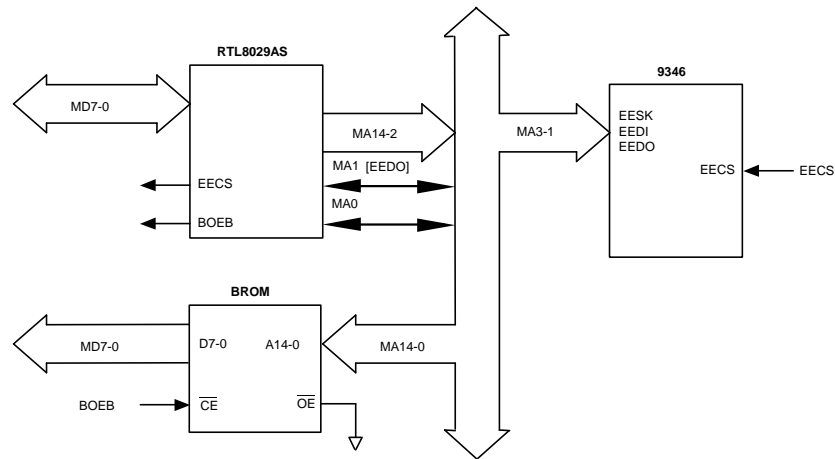 RTL8029AS
9346
MD7-0
MA14-2
MA3-1
EESK
EEDI
EEDO
MA1 [EEDO]
EECS
EECS
EECS
MA0
BOEB
BROM
MD7-0
D7-0
A14-0
MA14-0
BOEB
CE
OE